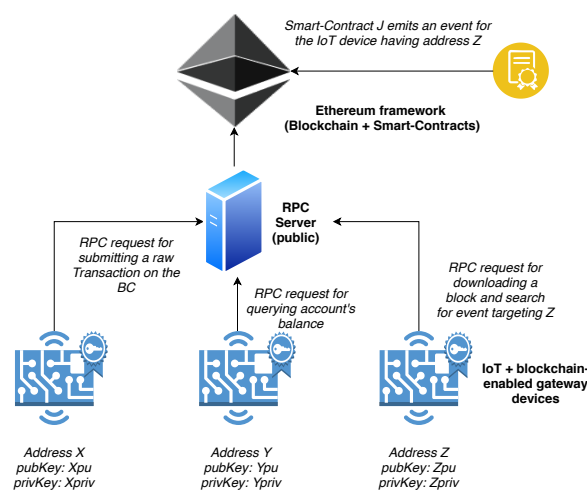 Smart-Contract J emits an event for
the IoT device having address Z
Ethereum framework
(Blockchain + Smart-Contracts)
RPC
Server
(public)
RPC request for
submitting a raw
Transaction on the
BC
RPC request for
querying account's
balance
RPC request for
downloading a
block and search
for event targeting Z
IoT + blockchain-
enabled gateway
devices
Address X
pubKey: Xpu
privKey: Xpriv
Address Y
pubKey: Ypu
privKey: Ypriv
Address Z
pubKey: Zpu
privKey: Zpriv